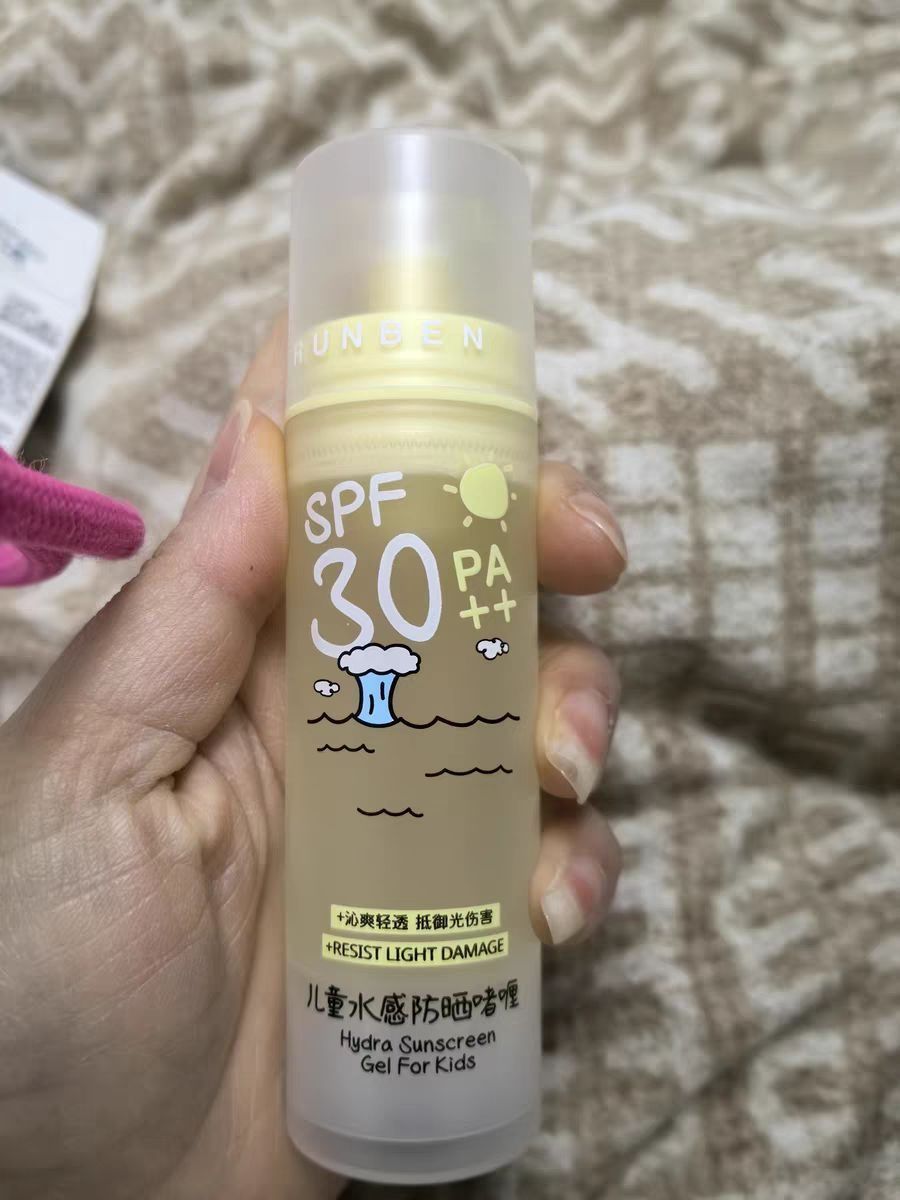 RUNBEN
SPF
30
PA
++
+沁爽轻透 抵御光伤害
+RESIST LIGHT DAMAGE
儿童水感防晒啫喱
Hydra Sunscreen
Gel For Kids